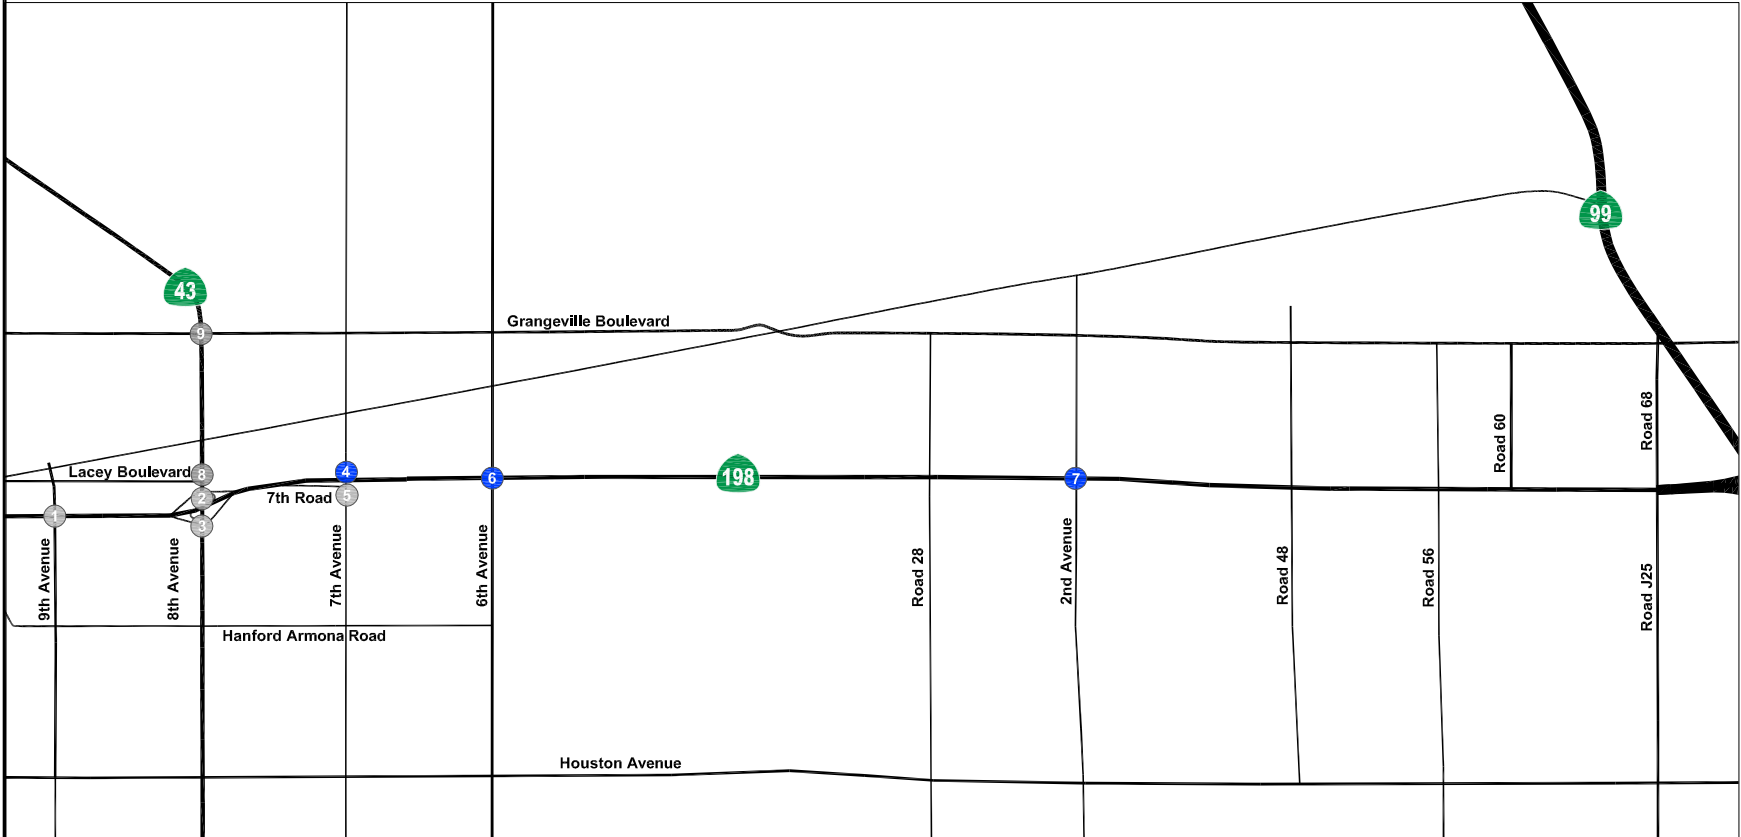 99
43
Grangeville Boulevard
9
Road 68
Road 60
Lacey Boulevard
8
4
6
198
7
2
7th Road
5
1
3
9th Avenue
8th Avenue
7th Avenue
6th Avenue
Road 28
2nd Avenue
Road 48
Road 56
Road J25
Hanford Armona Road
Houston Avenue